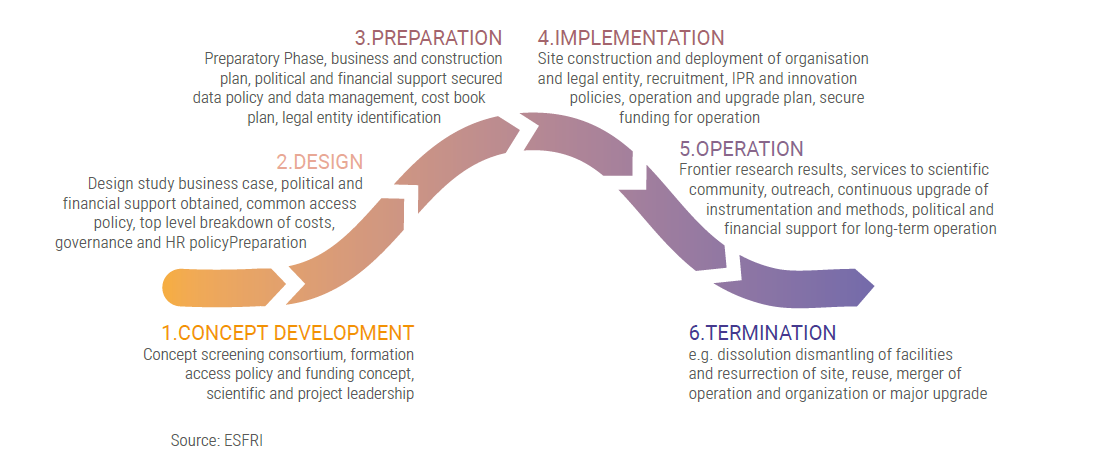 3.PREPARATION
Preparatory Phase, business and construction
plan, political and financial support secured
data policy and data management, cost book
plan, legal entity identification
4.IMPLEMENTATION
Site construction and deployment of organisation
and legal entity, recruitment, IPR and innovation
policies, operation and upgrade plan, secure
funding for operation
2.DESIGN
Design study business case, political and
financial support obtained, common access
policy, top level breakdown of costs,
governance and HR policyPreparation
5.OPERATION
Frontier research results, services to scientific
community, outreach, continuous upgrade of
instrumentation and methods, political and
financial support for long-term operation
1.CONCEPT DEVELOPMENT
Concept screening consortium, formation
access policy and funding concept,
scientific and project leadership
6.TERMINATION
e.g. dissolution dismantling of facilities
and resurrection of site, reuse, merger of
operation and organization or major upgrade
Source: ESFRI